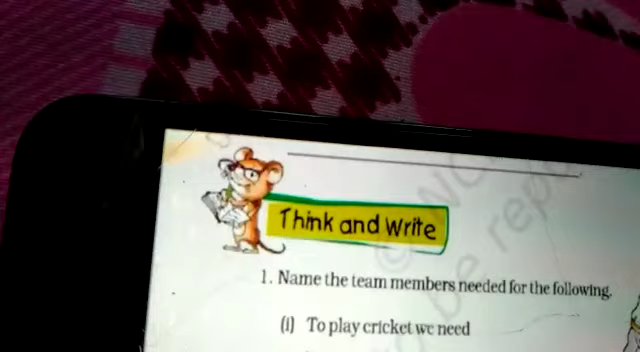 Think and Write
1. Name the team members needed for the following.
(i) To play cricket we need